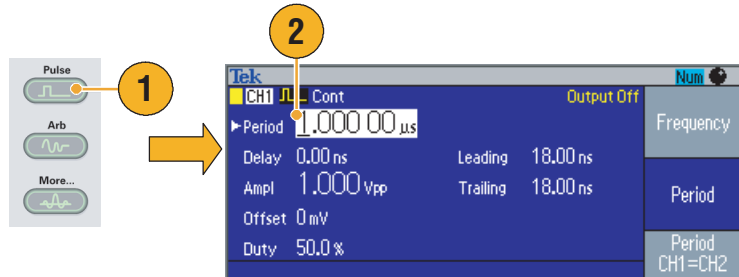 Pulse
1
Arb
More...
2
Tek
Num
CH1 Cont
Output Off
Period 1.000 00 µs
Delay 0.00 ns
Leading 18.00 ns
Ampl 1.000 Vpp
Trailing 18.00 ns
Offset 0 mV
Duty 50.0 %
Frequency
Period
Period
CH1=CH2